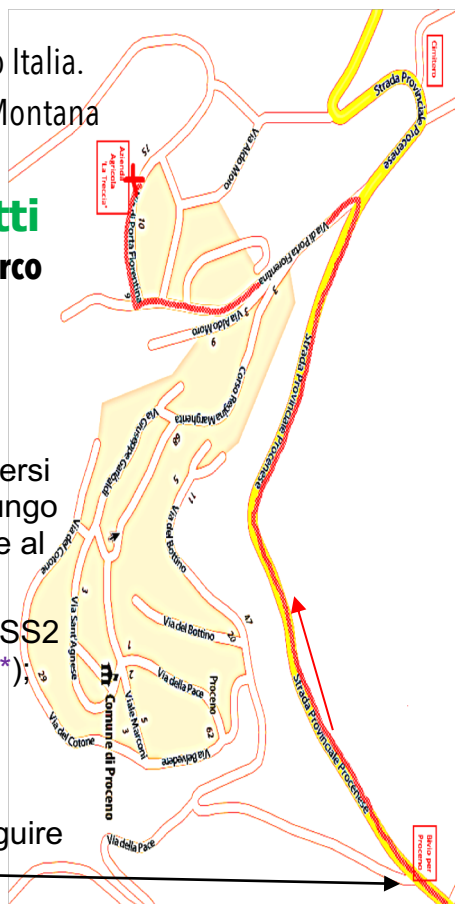 o Italia.
Montana
tti
rco
ersi
ungo
e al
SS2
*);
guire
Cimitero
Strada Provinciale Procenese
Via Aldo Moro
15
Azienda
Agricola
"La Treccia"
10
Via di Porta Fiorentina
9
Via di Porta Fiorentina
3
3 Via Aldo Moro
9
Strada Provinciale Procenese
Corso Regina Margherita
68
Via Giuseppe Garibaldi
5
11
Via del Bottino
Via del Cotone
3
Via Sant'Agnese
29
Via del Bottino
20
47
1
2
Via della Pace
Proceno
62
5
3
Viale Marconi
Comune di Proceno
Via del Cotone
Via Belvedere
Strada Provinciale Procenese
Via della Pace
Bivio per
Proceno